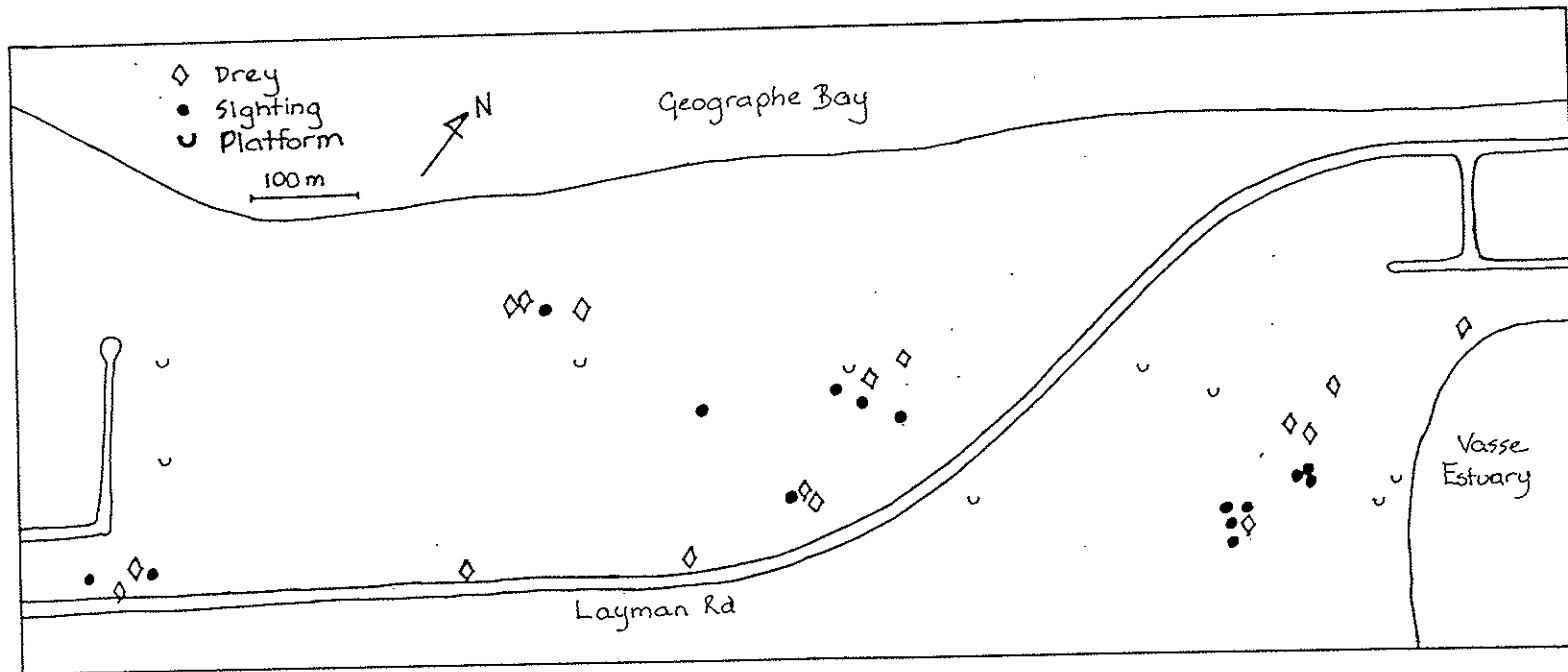 Drey
Sighting
Platform
100 m
N
Geographe Bay
Vasse
Estuary
Layman Rd